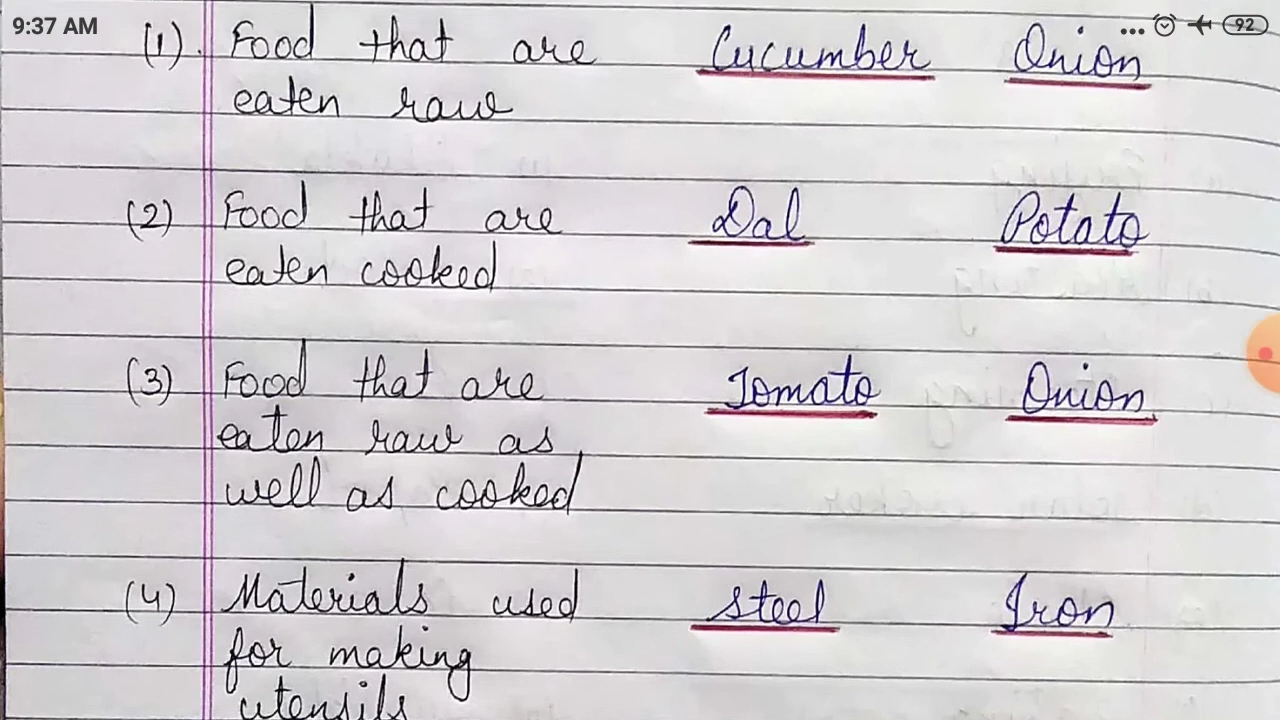 9:37 AM ... 92
(1). Food that are Cucumber Onion
eaten raw
(2) Food that are Dal Potato
eaten cooked
(3) Food that are Tomato Onion
eaten raw as
well as cooked
(4) Materials used steel Iron
for making
utensils